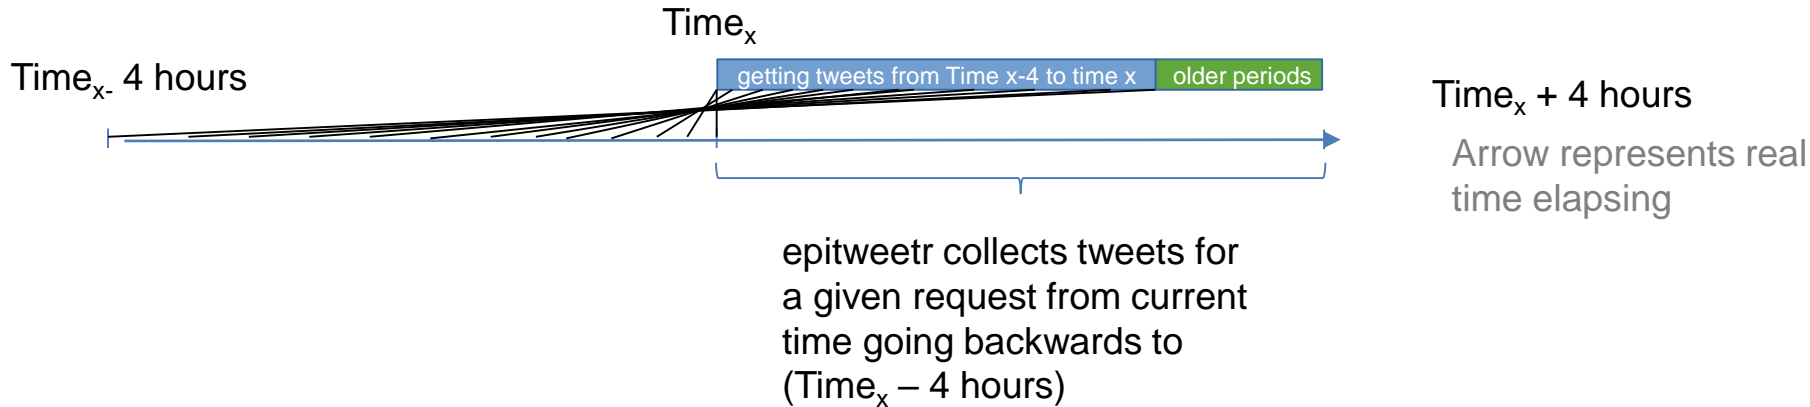 Timex
Timex- 4 hours
getting tweets from Time x-4 to time x
older periods
Timex + 4 hours
Arrow represents real
time elapsing
epitweetr collects tweets for
a given request from current
time going backwards to
(Timex – 4 hours)